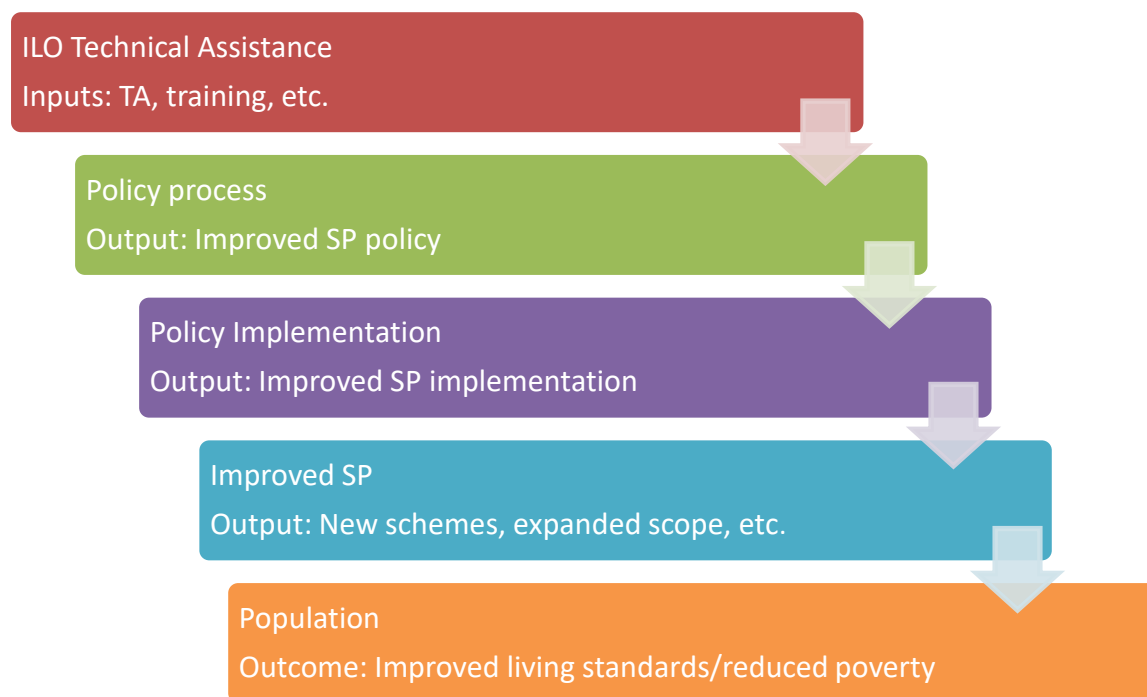 ILO Technical Assistance
Inputs: TA, training, etc.
Policy process
Output: Improved SP policy
Policy Implementation
Output: Improved SP implementation
Improved SP
Output: New schemes, expanded scope, etc.
Population
Outcome: Improved living standards/reduced poverty